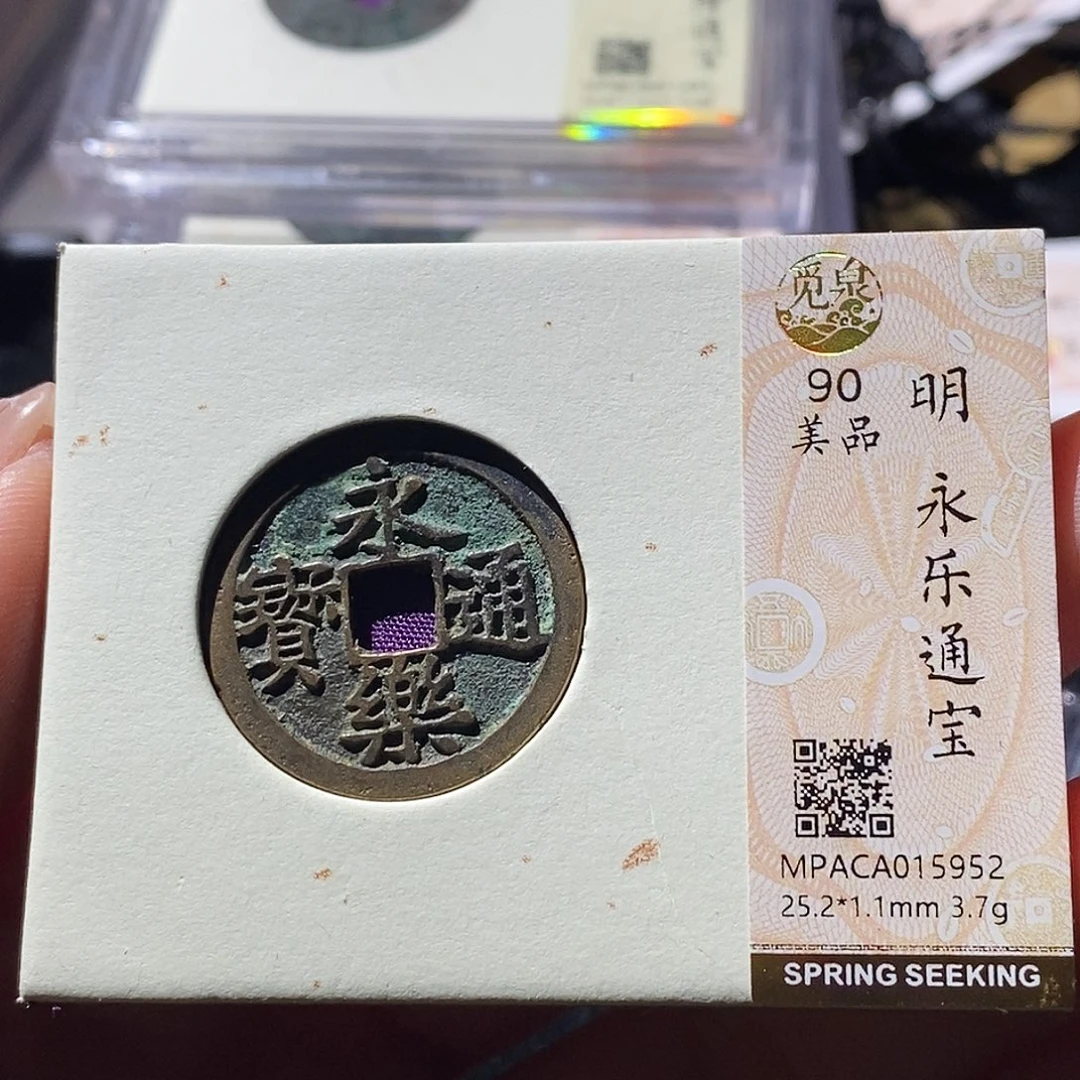 永
通
寶
樂
觅泉
90
美品
明
永乐通宝
MPACA015952
25.2*1.1mm 3.7g
SPRING SEEKING